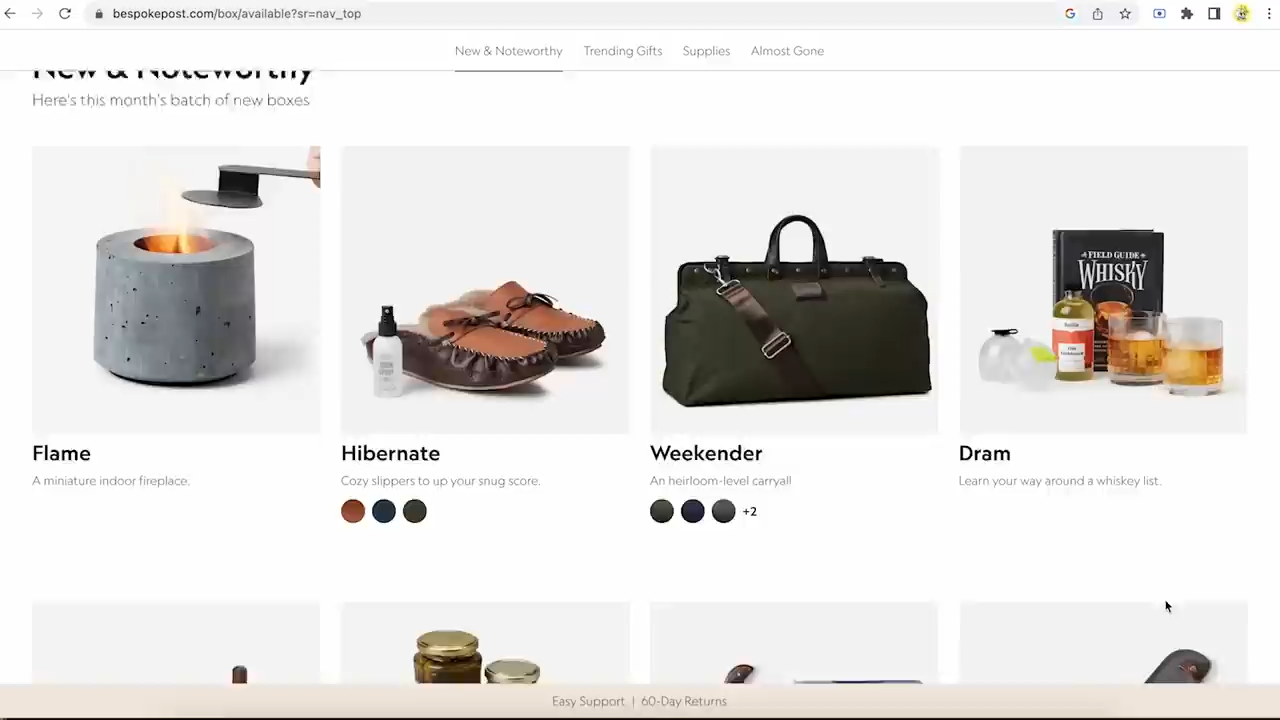 bespokepost.com/box/available?sr=nav_top
New & Noteworthy
Trending Gifts
Supplies
Almost Gone
New & Noteworthy
Here's this month's batch of new boxes
FIELD GUIDE
WHISKY
Flame
Hibernate
Weekender
Dram
A miniature indoor fireplace.
Cozy slippers to up your snug score.
An heirloom-level carryall
Learn your way around a whiskey list.
+2
Easy Support | 60-Day Returns